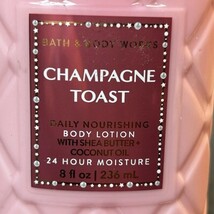 BATH & BODY WORKS
CHAMPAGNE
TOAST
DAILY NOURISHING
BODY LOTION
WITH SHEA BUTTER +
COCONUT OIL
24 HOUR MOISTURE
8 fl oz | 236 mL